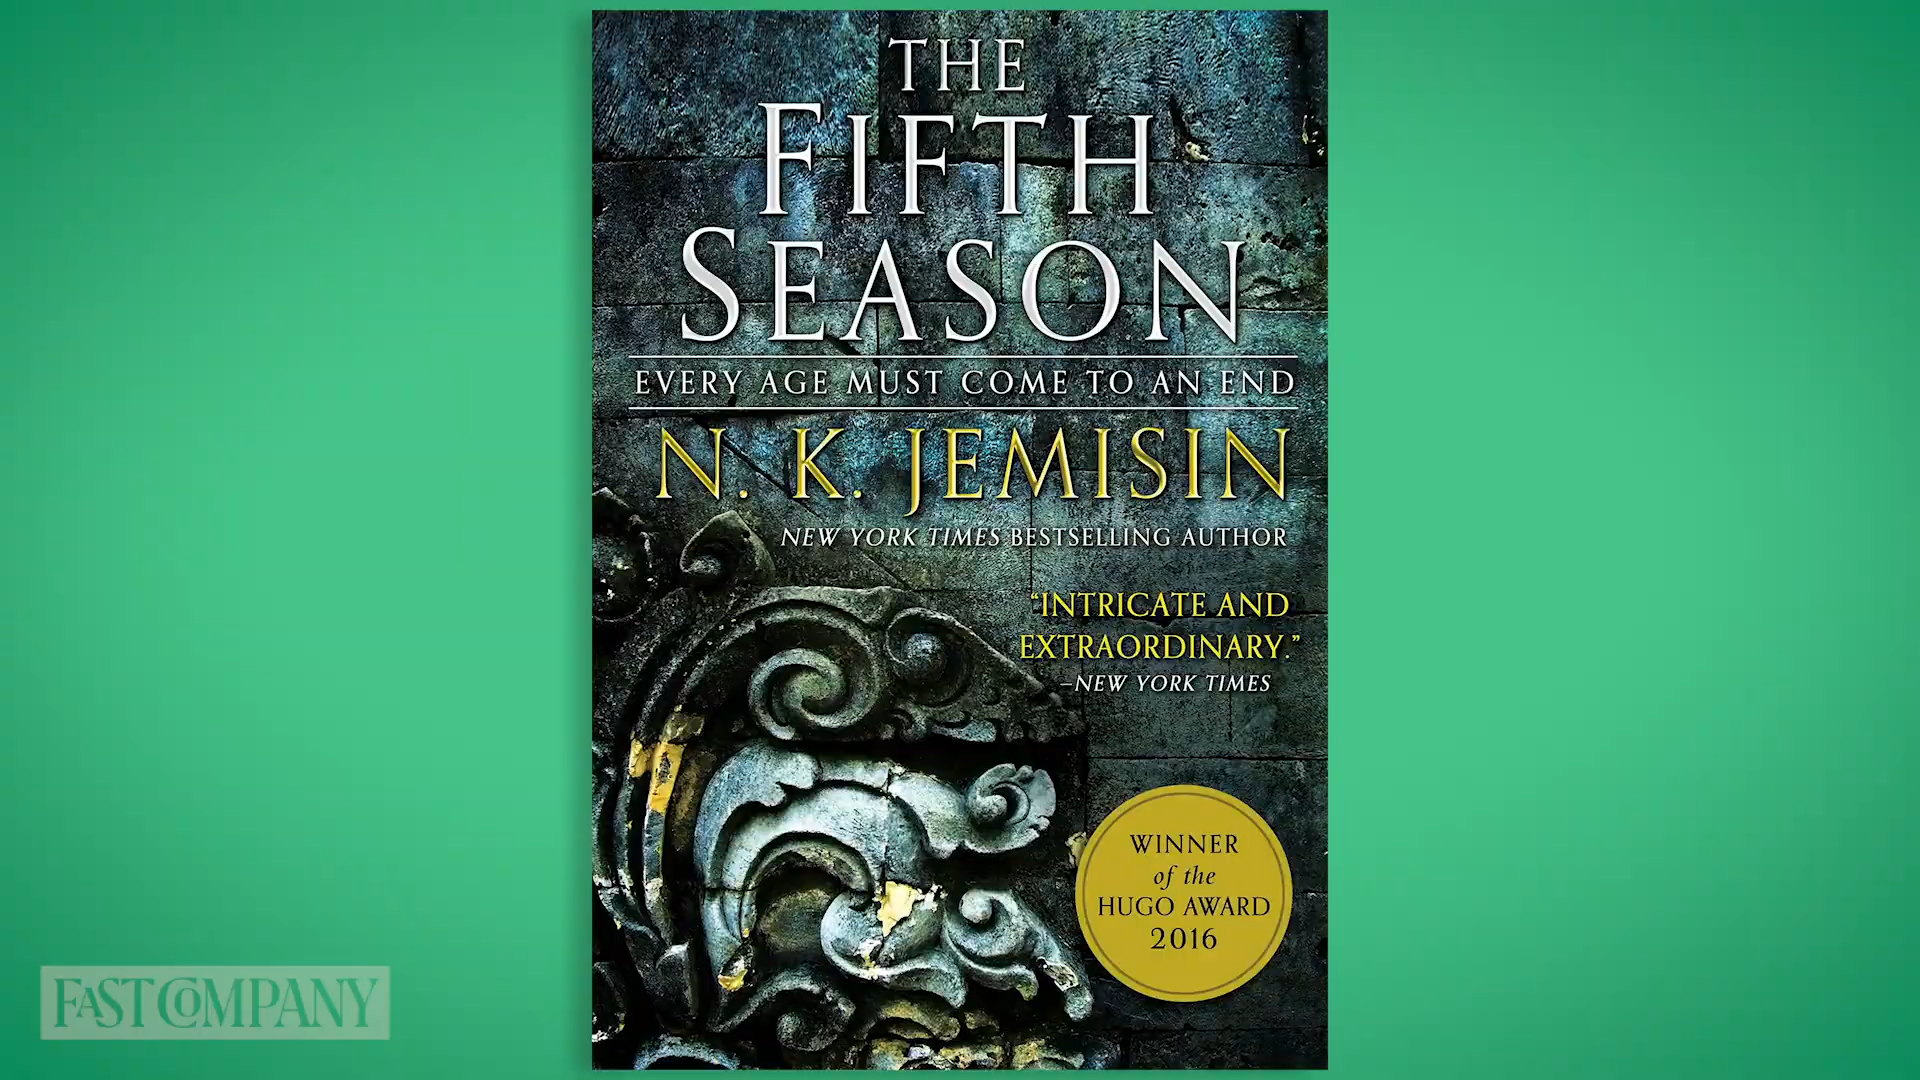 THE
FIFTH
SEASON
EVERY AGE MUST COME TO AN END
N. K. JEMISIN
NEW YORK TIMES BESTSELLING AUTHOR
“INTRICATE AND
EXTRAORDINARY.”
–NEW YORK TIMES
WINNER
of the
HUGO AWARD
2016
FAST COMPANY